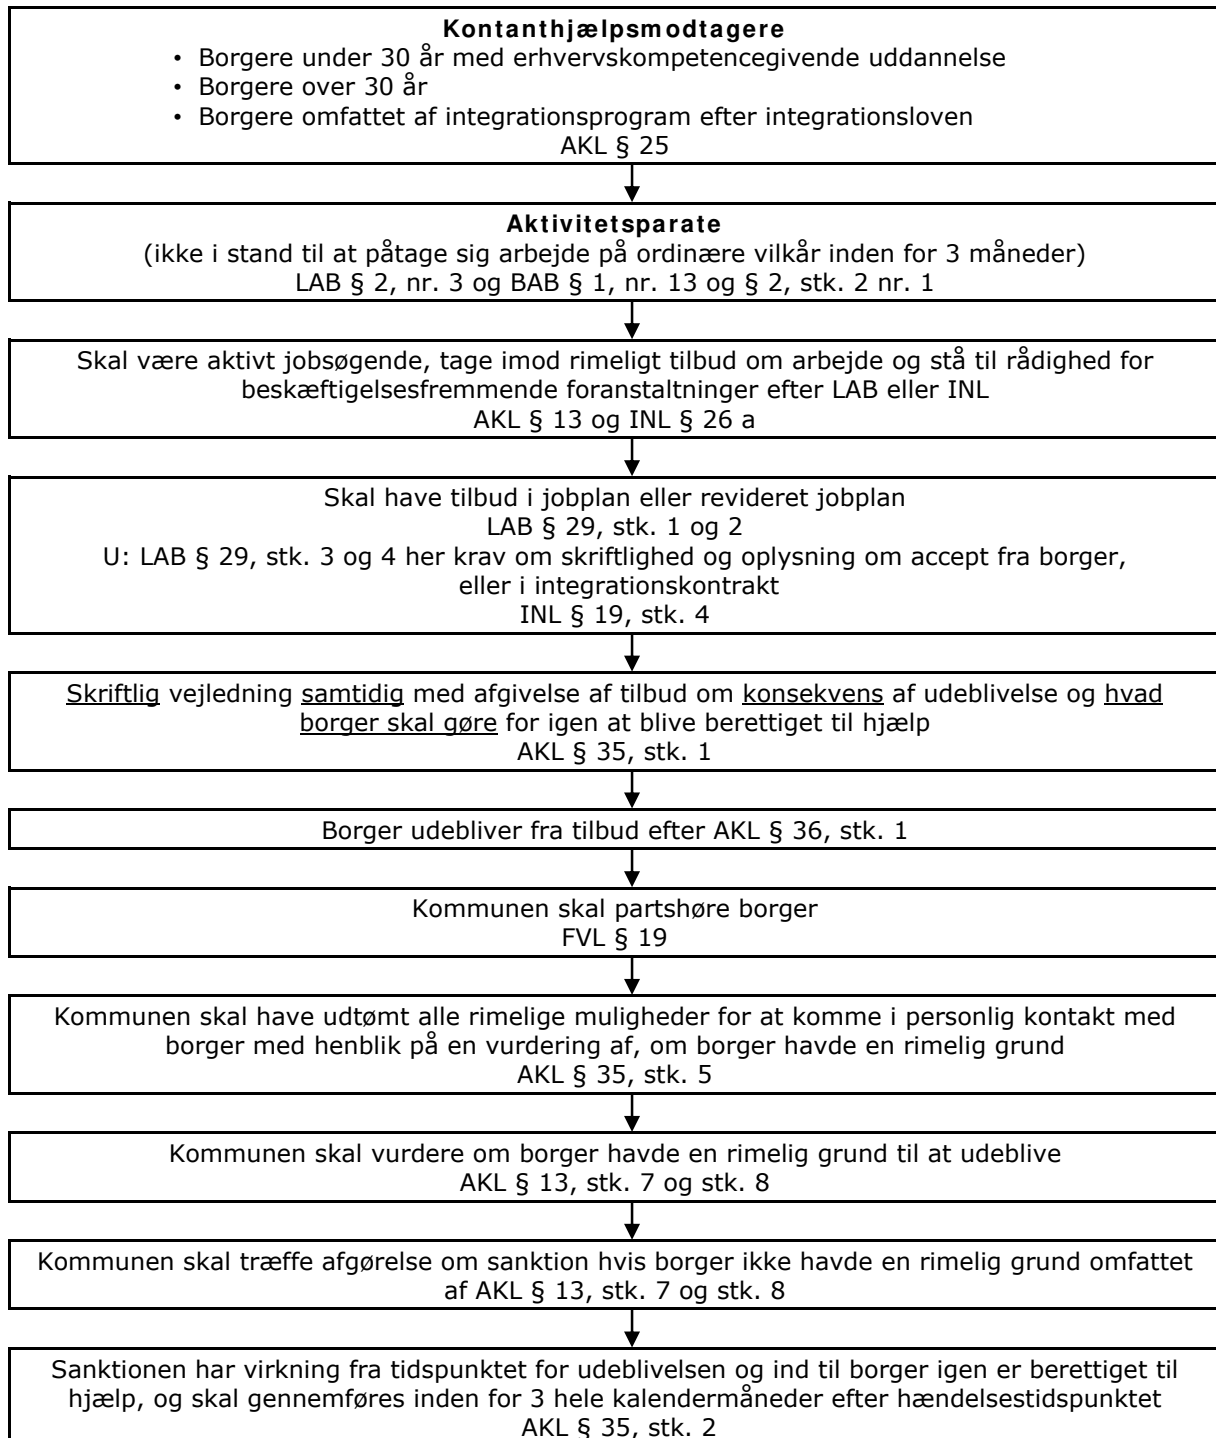 Kontanthjælpsmodtagere
• Borgere under 30 år med erhvervskompetencegivende uddannelse
• Borgere over 30 år
• Borgere omfattet af integrationsprogram efter integrationsloven
AKL § 25
Aktivitetsparate
(ikke i stand til at påtage sig arbejde på ordinære vilkår inden for 3 måneder)
LAB § 2, nr. 3 og BAB § 1, nr. 13 og § 2, stk. 2 nr. 1
Skal være aktivt jobsøgende, tage imod rimeligt tilbud om arbejde og stå til rådighed for
beskæftigelsesfremmende foranstaltninger efter LAB eller INL
AKL § 13 og INL § 26 a
Skal have tilbud i jobplan eller revideret jobplan
LAB § 29, stk. 1 og 2
U: LAB § 29, stk. 3 og 4 her krav om skriftlighed og oplysning om accept fra borger,
eller i integrationskontrakt
INL § 19, stk. 4
Skriftlig vejledning samtidig med afgivelse af tilbud om konsekvens af udeblivelse og hvad
borger skal gøre for igen at blive berettiget til hjælp
AKL § 35, stk. 1
Borger udebliver fra tilbud efter AKL § 36, stk. 1
Kommunen skal partshøre borger
FVL § 19
Kommunen skal have udtømt alle rimelige muligheder for at komme i personlig kontakt med
borger med henblik på en vurdering af, om borger havde en rimelig grund
AKL § 35, stk. 5
Kommunen skal vurdere om borger havde en rimelig grund til at udeblive
AKL § 13, stk. 7 og stk. 8
Kommunen skal træffe afgørelse om sanktion hvis borger ikke havde en rimelig grund omfattet
af AKL § 13, stk. 7 og stk. 8
Sanktionen har virkning fra tidspunktet for udeblivelsen og ind til borger igen er berettiget til
hjælp, og skal gennemføres inden for 3 hele kalendermåneder efter hændelsestidspunktet
AKL § 35, stk. 2